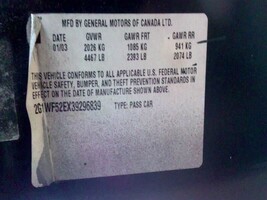 MFD BY GENERAL MOTORS OF CANADA LTD.
DATE GVWR GAWR FRT GAWR RR
01/03 2026 KG 1085 KG 941 KG
4467 LB 2393 LB 2074 LB
THIS VEHICLE CONFORMS TO ALL APPLICABLE U.S. FEDERAL MOTOR
VEHICLE SAFETY, BUMPER, AND THEFT PREVENTION STANDARDS IN
EFFECT ON THE DATE OF MANUFACTURE SHOWN ABOVE.
2G1WF52EX39296839 TYPE: PASS CAR